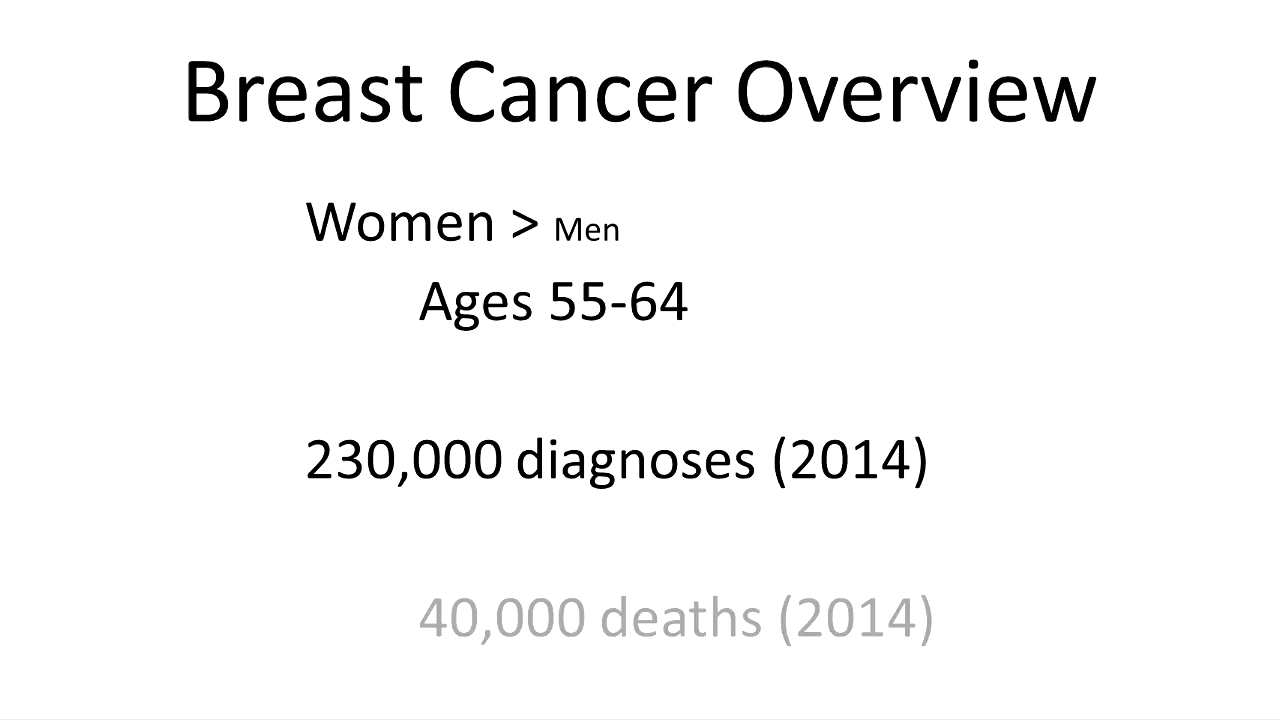 Breast Cancer Overview
Women > Men
Ages 55-64
230,000 diagnoses (2014)
40,000 deaths (2014)